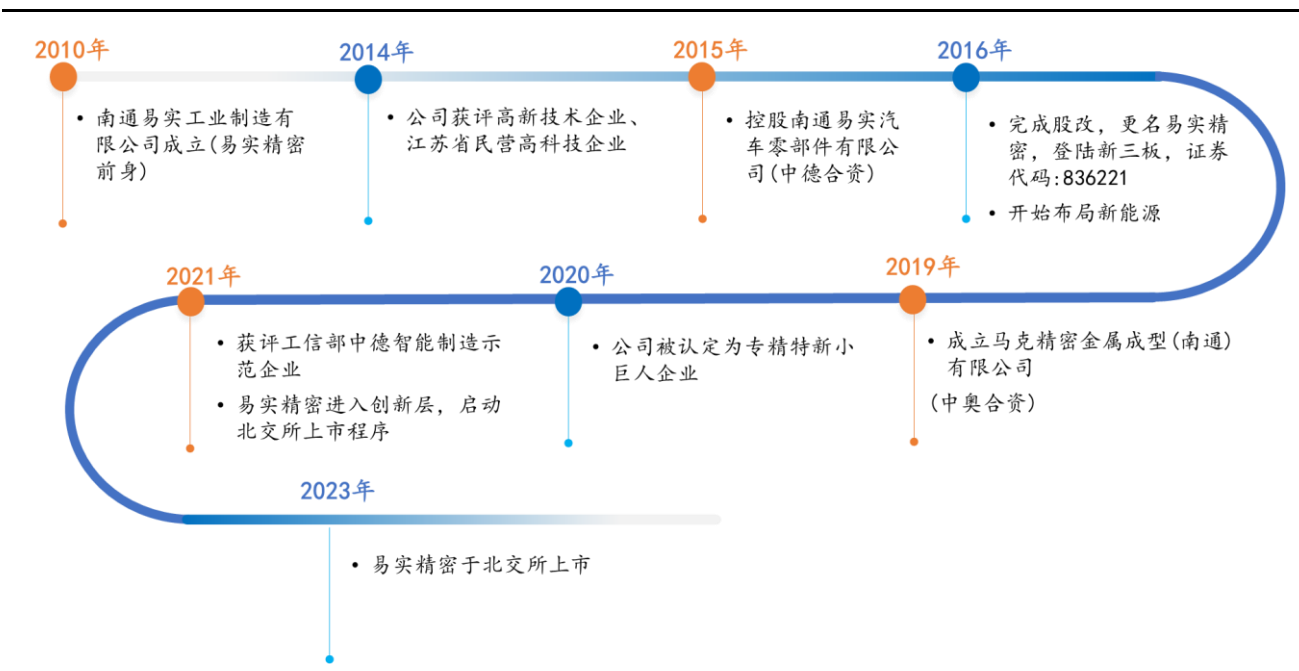 2010年
• 南通易实工业制造有
限公司成立(易实精密
前身)
2014年
• 公司获评高新技术企业、
江苏省民营高科技企业
2015年
• 控股南通易实汽
车零部件有限公
司(中德合资)
2016年
• 完成股改，更名易实精
密，登陆新三板，证券
代码:836221
• 开始布局新能源
2019年
• 成立马克精密金属成型(南通)
有限公司
(中奥合资)
2020年
• 公司被认定为专精特新小
巨人企业
2021年
• 获评工信部中德智能制造示
范企业
• 易实精密进入创新层，启动
北交所上市程序
2023年
• 易实精密于北交所上市